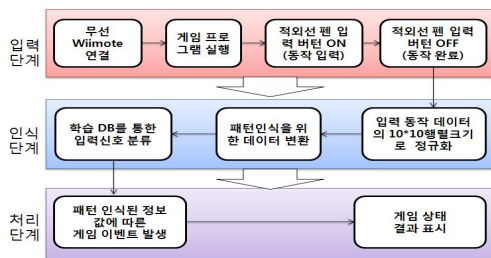 입력
단계
무선
Wiimote
연결
게임 프로
그램 실행
적외선 펜 입
력 버턴 ON
(동작 입력)
적외선 펜 입력
버턴 OFF
(동작 완료)
인식
단계
학습 DB를 통한
입력신호 분류
패턴인식을 위
한 데이터 변환
입력 동작 데이터
의 10*10행렬크기
로 정규화
처리
단계
패턴 인식된 정보
값에 따른
게임 이벤트 발생
게임 상태
결과 표시